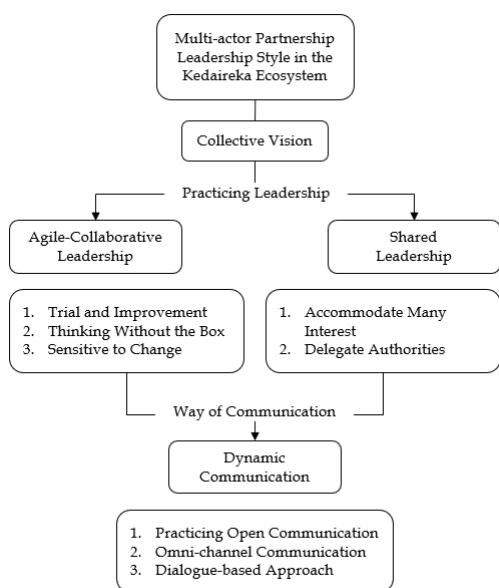 Multi-actor Partnership
Leadership Style in the
Kedaireka Ecosystem
Collective Vision
Practicing Leadership
Agile-Collaborative
Leadership
Shared
Leadership
1. Trial and Improvement
2. Thinking Without the Box
3. Sensitive to Change
1. Accommodate Many
Interest
2. Delegate Authorities
Way of Communication
Dynamic
Communication
1. Practicing Open Communication
2. Omni-channel Communication
3. Dialogue-based Approach